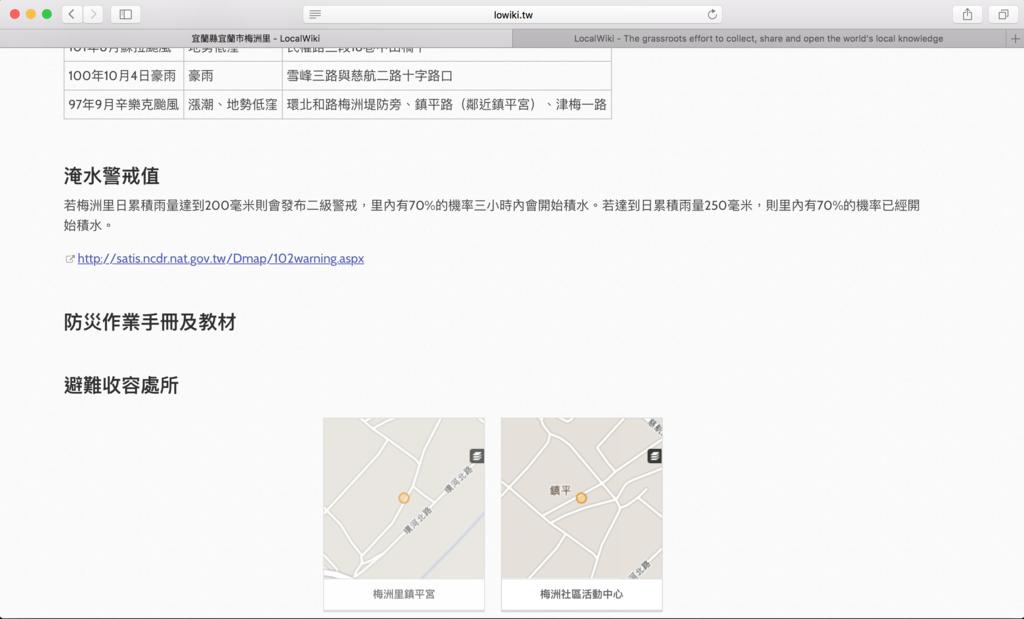 lowiki.tw
宜蘭縣宜蘭市梅洲里 - LocalWiki
LocalWiki - The grassroots effort to collect, share and open the world's local knowledge
100年10月4日豪雨 豪雨 雪峰三路與慈航二路十字路口
97年9月辛樂克颱風 漲潮、地勢低窪 環北和路梅洲堤防旁、鎮平路（鄰近鎮平宮）、津梅一路
淹水警戒值
若梅洲里日累積雨量達到200毫米則會發布二級警戒，里內有70%的機率三小時內會開始積水。若達到日累積雨量250毫米，則里內有70%的機率已經開
始積水。
http://satis.ncdr.nat.gov.tw/Dmap/102warning.aspx
防災作業手冊及教材
避難收容處所
環河北路
環河北路
鎮平
北路
梅洲里鎮平宮
梅洲社區活動中心